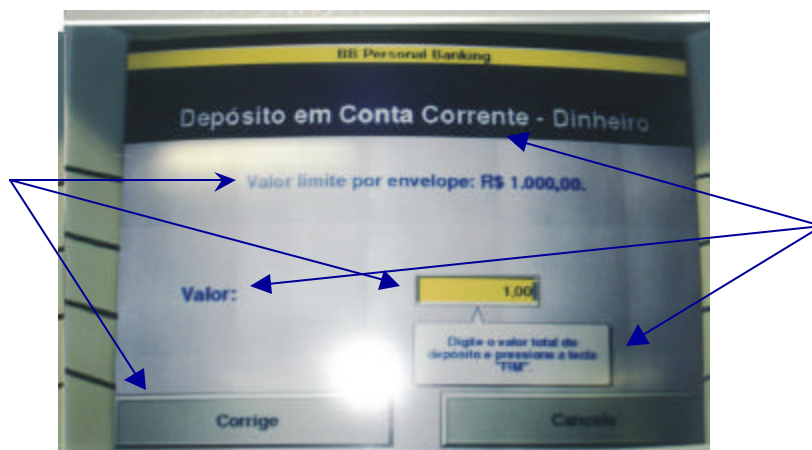 BB Personal Banking
Depósito em Conta Corrente - Dinheiro
Valor limite por envelope: R$ 1.000,00.
Valor:
1,00
Digite o valor total do
depósito e pressione a tecla
"FIM".
Corrige
Cancela